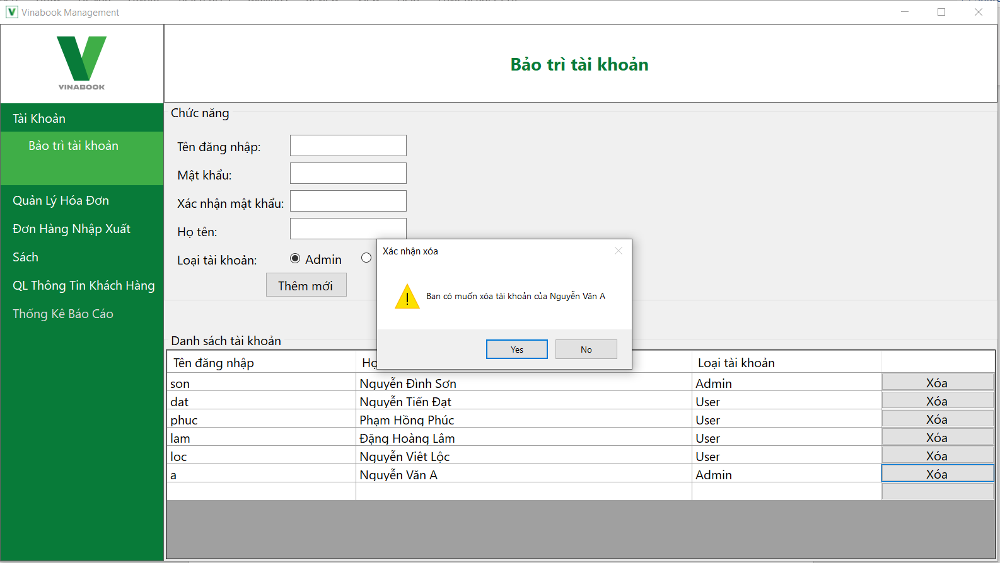 Vinabook Management
VINABOOK
Bảo trì tài khoản
Tài Khoản
Bảo trì tài khoản
Quản Lý Hóa Đơn
Đơn Hàng Nhập Xuất
Sách
QL Thông Tin Khách Hàng
Thống Kê Báo Cáo
Chức năng
Tên đăng nhập:
Mật khẩu:
Xác nhận mật khẩu:
Họ tên:
Loại tài khoản:
Admin
Thêm mới
Xác nhận xóa
Ban có muốn xóa tài khoản của Nguyễn Văn A
Yes No
Danh sách tài khoản
Tên đăng nhập Họ Loại tài khoản
son Nguyễn Đình Sơn Admin Xóa
dat Nguyễn Tiến Đạt User Xóa
phuc Phạm Hồng Phúc User Xóa
lam Đặng Hoàng Lâm User Xóa
loc Nguyễn Viêt Lộc User Xóa
a Nguyễn Văn A Admin Xóa